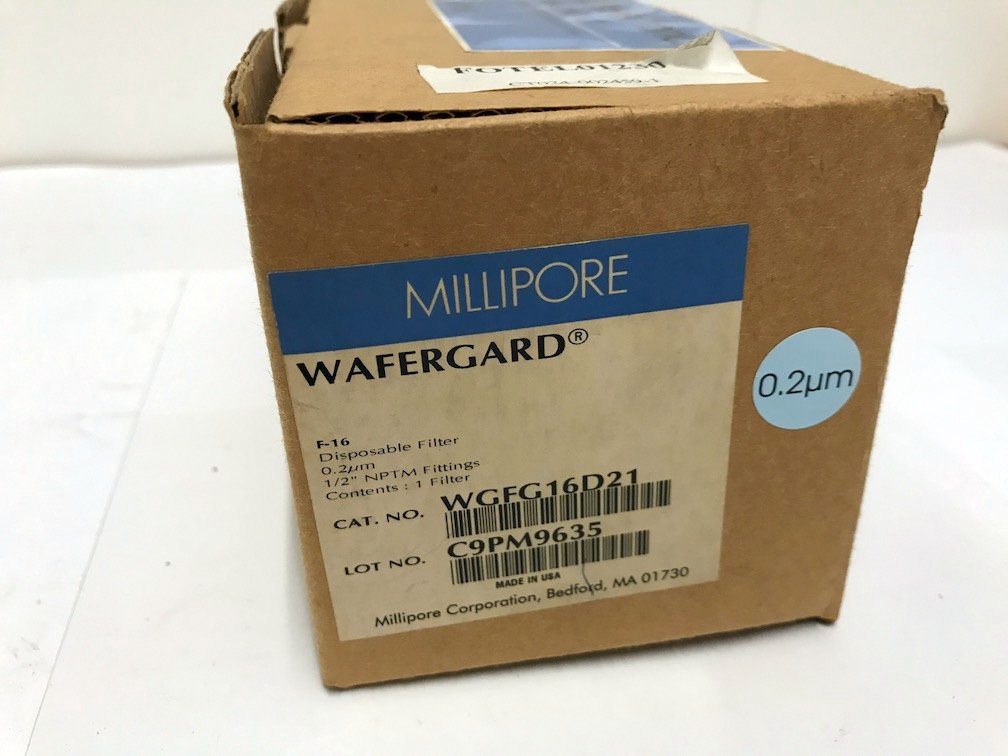 MILLIPORE
WAFERGARD®
F-16
Disposable Filter
0.2μm
1/2" NPTM Fittings
Contents : 1 Filter
CAT. NO. WGFG16D21
LOT NO. C9PM9635
MADE IN USA
Millipore Corporation, Bedford, MA 01730
0.2μm